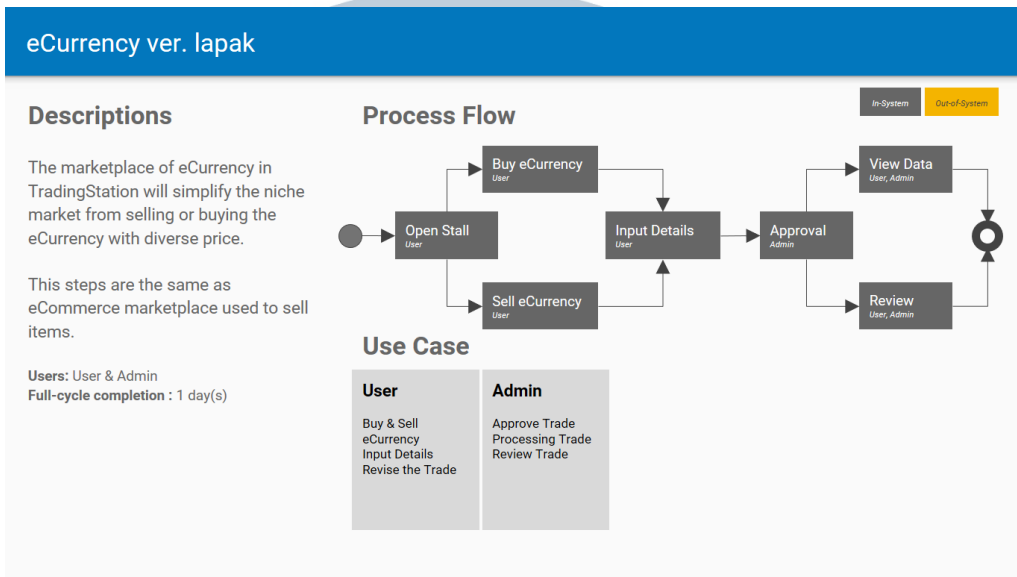 eCurrency ver. lapak
Descriptions
The marketplace of eCurrency in
TradingStation will simplify the niche
market from selling or buying the
eCurrency with diverse price.
This steps are the same as
eCommerce marketplace used to sell
items.
Users: User & Admin
Full-cycle completion : 1 day(s)
Process Flow
In-System
Out-of-System
Open Stall
User
Buy eCurrency
User
Sell eCurrency
User
Input Details
User
Approval
Admin
View Data
User, Admin
Review
User, Admin
Use Case
User
Buy & Sell
eCurrency
Input Details
Revise the Trade
Admin
Approve Trade
Processing Trade
Review Trade